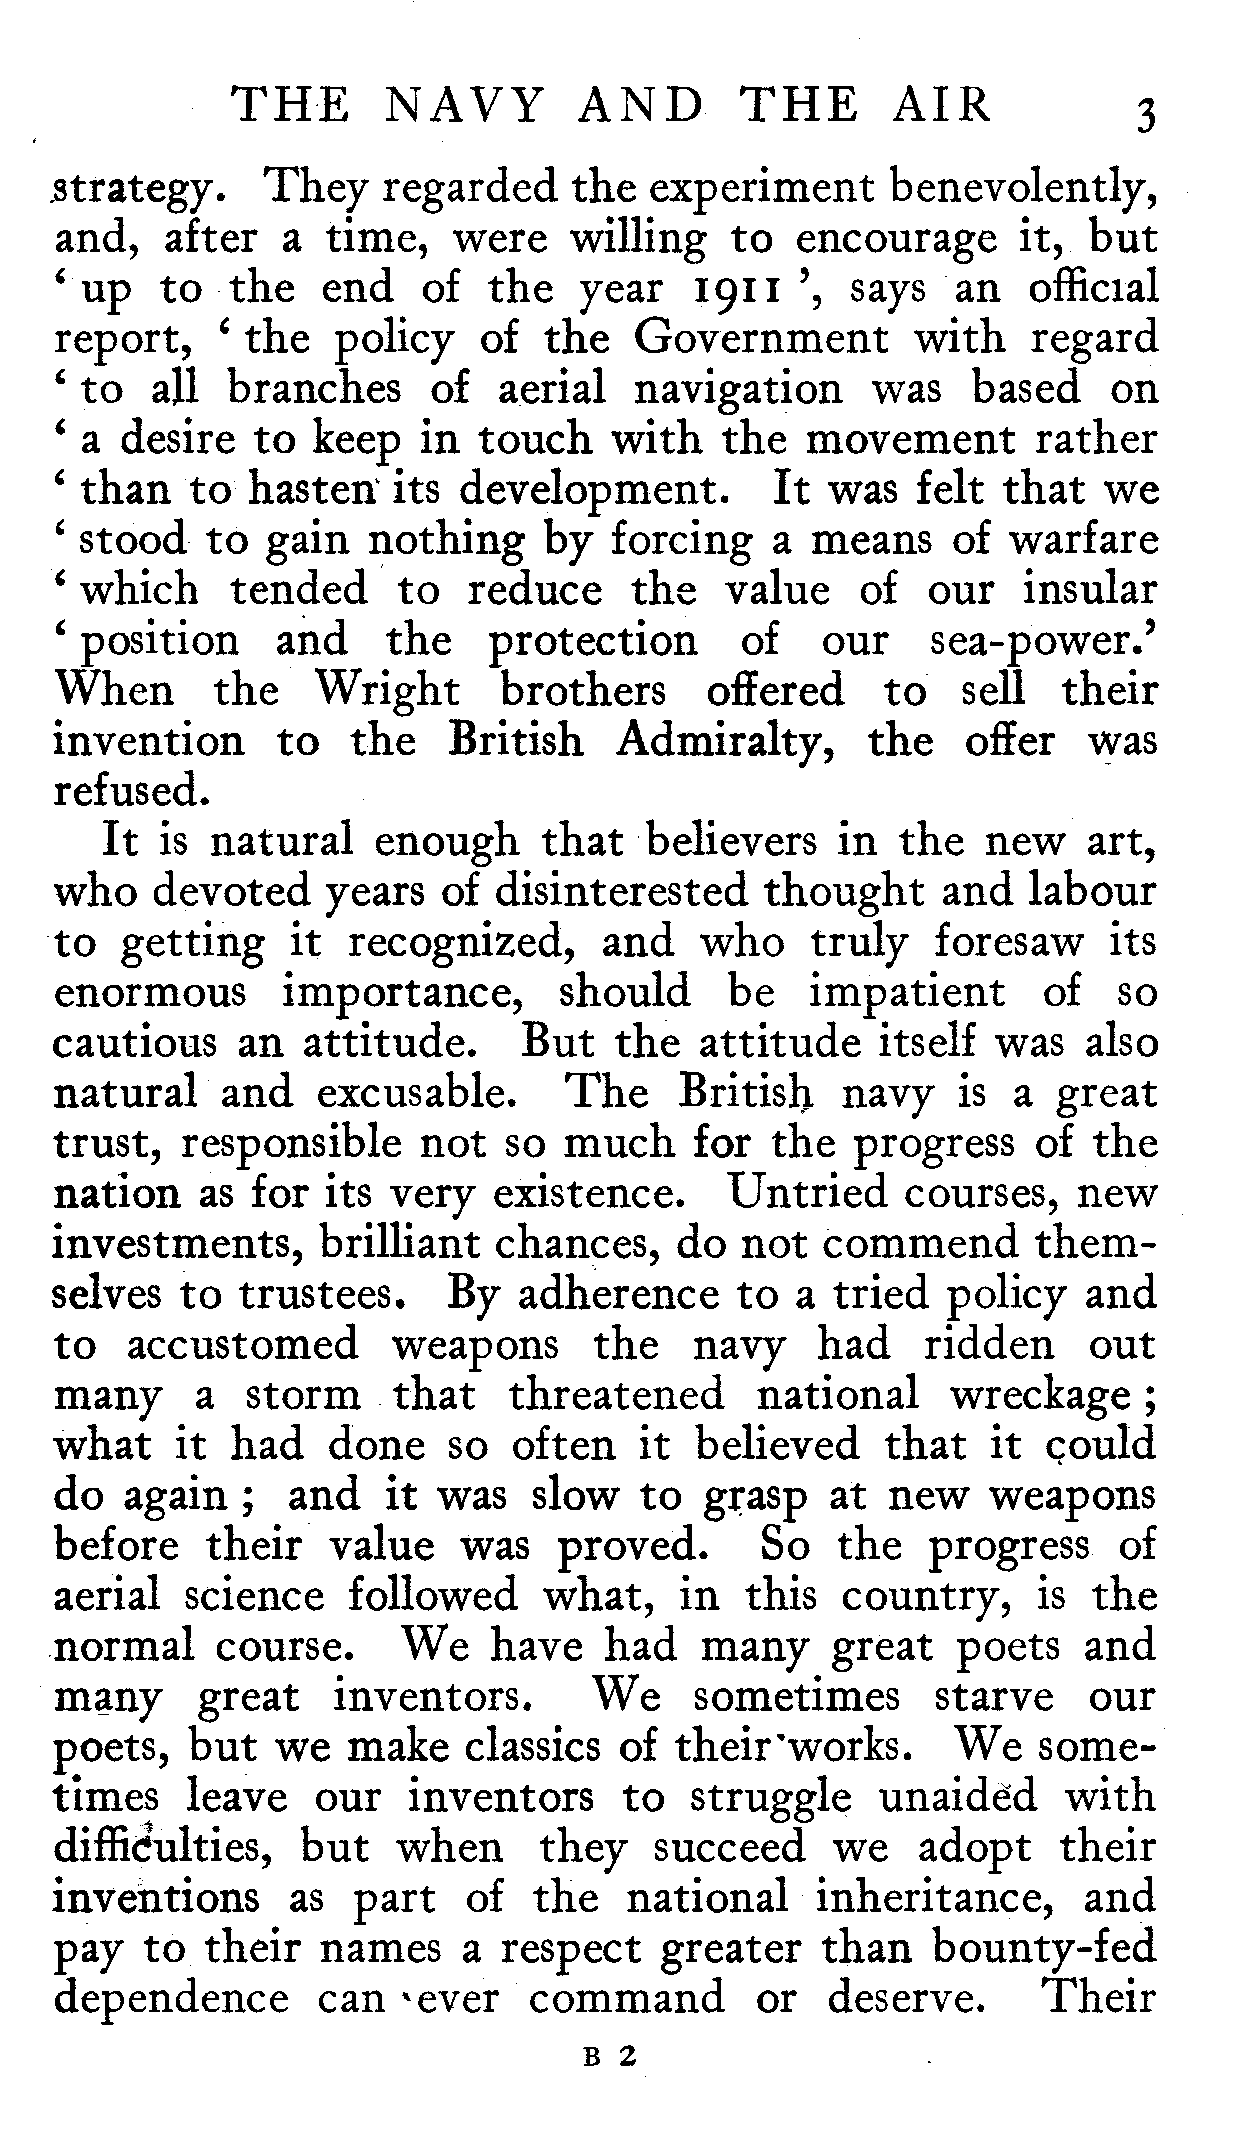 THE NAVY AND THE AIR 3
strategy. They regarded the experiment benevolently,
and, after a time, were willing to encourage it, but
‘ up to the end of the year 1911 ’, says an official
report, ‘ the policy of the Government with regard
‘ to all branches of aerial navigation was based on
‘ a desire to keep in touch with the movement rather
‘ than to hasten its development. It was felt that we
‘ stood to gain nothing by forcing a means of warfare
‘ which tended to reduce the value of our insular
‘ position and the protection of our sea-power.’
When the Wright brothers offered to sell their
invention to the British Admiralty, the offer was
refused.
It is natural enough that believers in the new art,
who devoted years of disinterested thought and labour
to getting it recognized, and who truly foresaw its
enormous importance, should be impatient of so
cautious an attitude. But the attitude itself was also
natural and excusable. The British navy is a great
trust, responsible not so much for the progress of the
nation as for its very existence. Untried courses, new
investments, brilliant chances, do not commend them-
selves to trustees. By adherence to a tried policy and
to accustomed weapons the navy had ridden out
many a storm that threatened national wreckage ;
what it had done so often it believed that it could
do again ; and it was slow to grasp at new weapons
before their value was proved. So the progress of
aerial science followed what, in this country, is the
normal course. We have had many great poets and
many great inventors. We sometimes starve our
poets, but we make classics of their works. We some-
times leave our inventors to struggle unaided with
difficulties, but when they succeed we adopt their
inventions as part of the national inheritance, and
pay to their names a respect greater than bounty-fed
dependence can ever command or deserve. Their
B 2